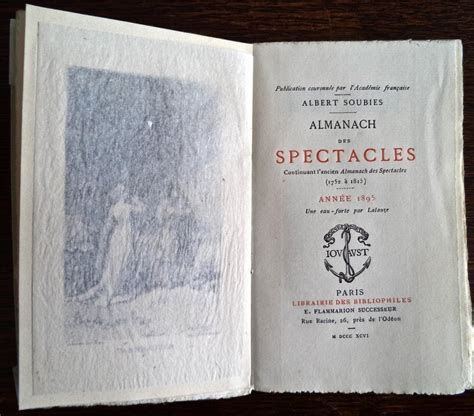 Publication couronnée par l'Académie française
ALBERT SOUBIES
ALMANACH
DES
SPECTACLES
Continuant l'ancien Almanach des Spectacles
(1752 à 1815)
ANNÉE 1895
Une eau-forte par Lalauze
IOVAVST
PARIS
LIBRAIRIE DES BIBLIOPHILES
E. FLAMMARION SUCCESSEUR
Rue Racine, 26, près de l'Odéon
M DCCC XCVI